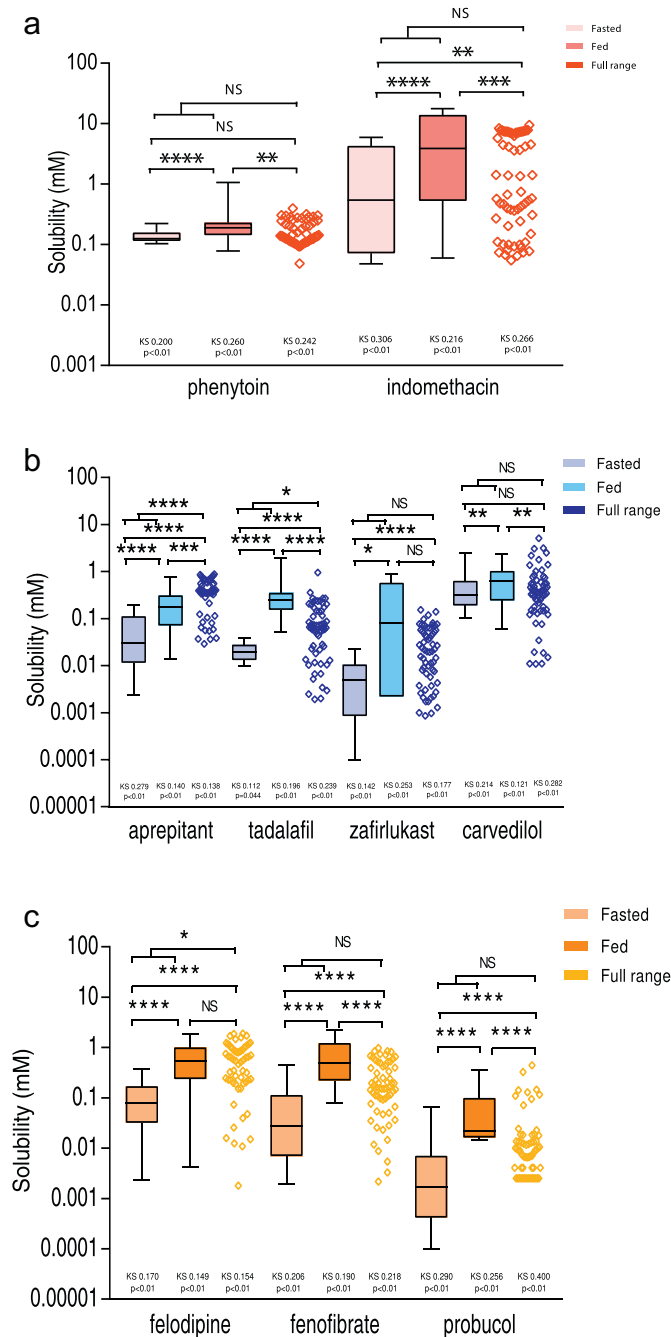 a
NS
Fasted
Fed
Full range
**
100
NS
****
***
10
NS
1
****
**
0.1
0.01
KS 0.200 KS 0.260 KS 0.242 KS 0.306 KS 0.216 KS 0.266
p<0.01 p<0.01 p<0.01 p<0.01 p<0.01 p<0.01
0.001
Solubility (mM)
phenytoin indomethacin
b
Fasted
Fed
Full range
100
NS
**** * NS NS
10
**** **** **** **
**** *** **** **** * NS **
1
0.1
0.01
0.001
0.0001
KS 0.279 KS 0.140 KS 0.138 KS 0.112 KS 0.196 KS 0.239 KS 0.142 KS 0.253 KS 0.177 KS 0.214 KS 0.121 KS 0.282
p<0.01 p<0.01 p<0.01 p=0.044 p<0.01 p<0.01 p<0.01 p<0.01 p<0.01 p<0.01 p<0.01 p<0.01
0.00001
Solubility (mM)
aprepitant tadalafil zafirlukast carvedilol
c
Fasted
Fed
Full range
* NS NS
100
**** **** ****
10
**** NS **** **** **** ****
1
0.1
0.01
0.001
0.0001
KS 0.170 KS 0.149 KS 0.154 KS 0.206 KS 0.190 KS 0.218 KS 0.290 KS 0.256 KS 0.400
p<0.01 p<0.01 p<0.01 p<0.01 p<0.01 p<0.01 p<0.01 p<0.01 p<0.01
0.00001
Solubility (mM)
felodipine fenofibrate probucol